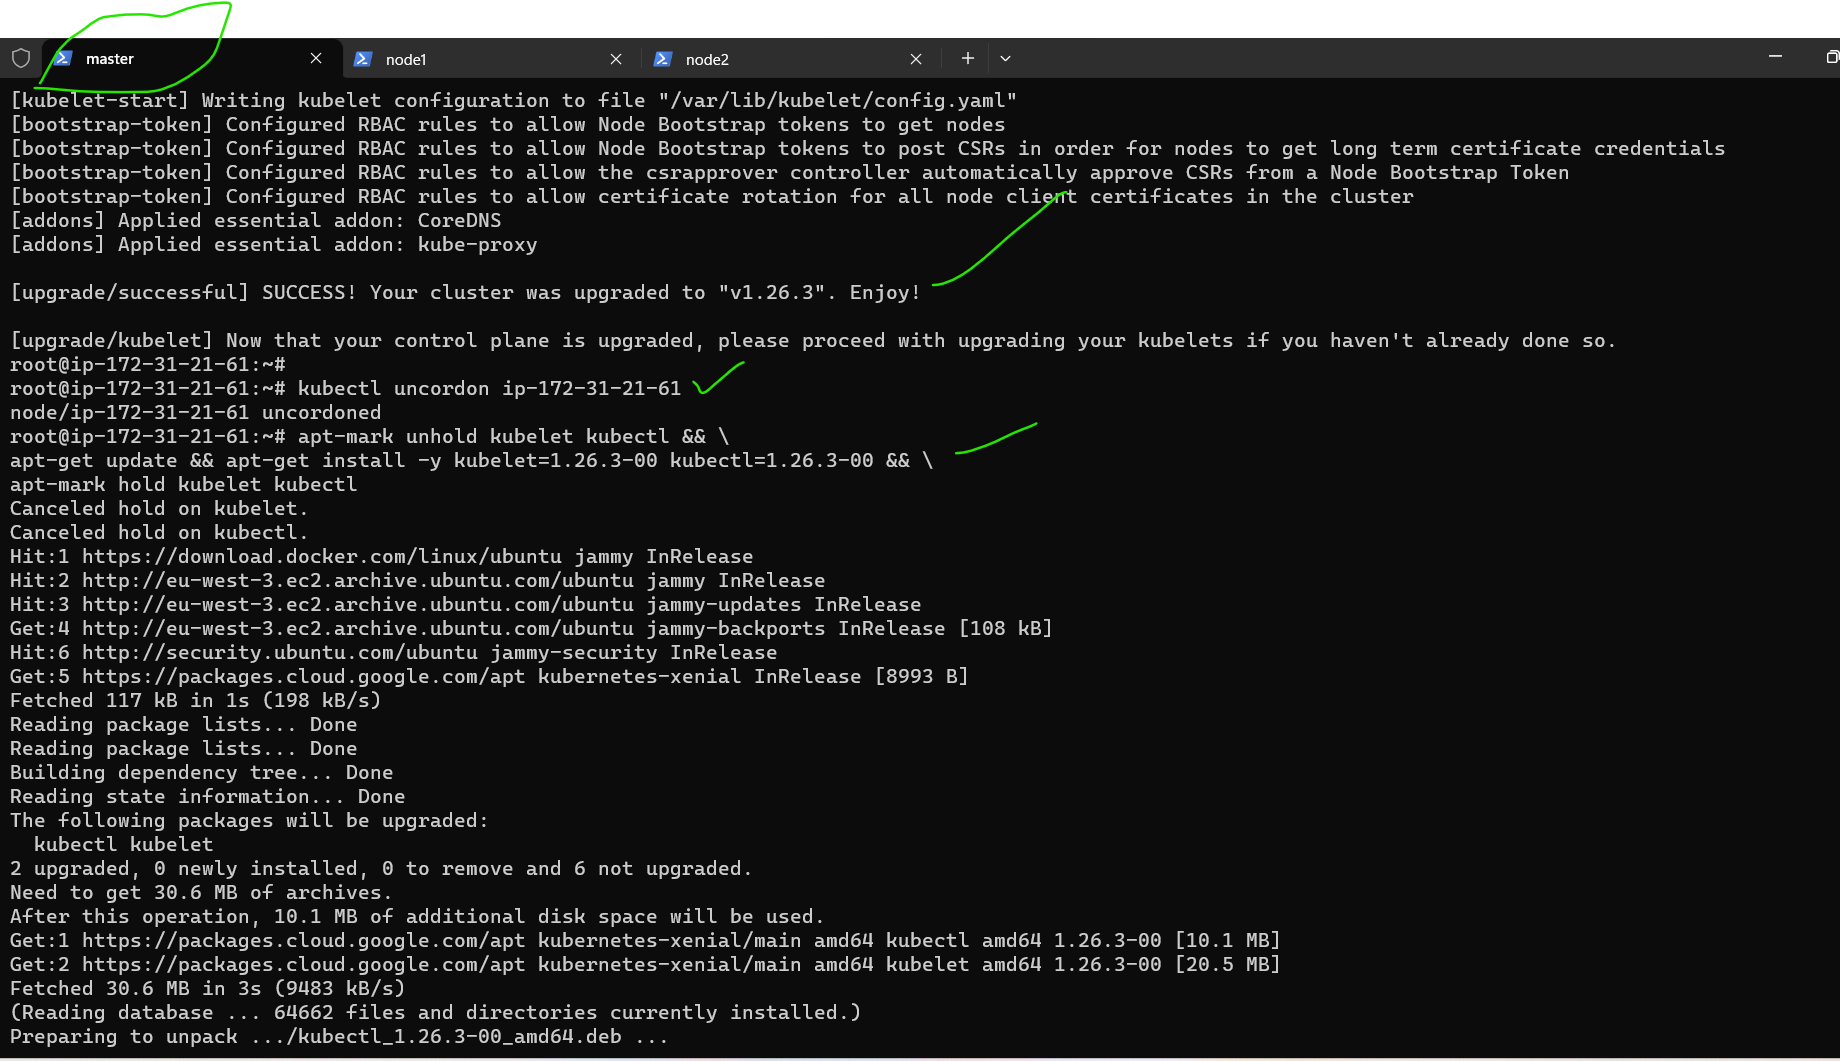 master node1 node2
[kubelet-start] Writing kubelet configuration to file "/var/lib/kubelet/config.yaml"
[bootstrap-token] Configured RBAC rules to allow Node Bootstrap tokens to get nodes
[bootstrap-token] Configured RBAC rules to allow Node Bootstrap tokens to post CSRs in order for nodes to get long term certificate credentials
[bootstrap-token] Configured RBAC rules to allow the csrapprover controller automatically approve CSRs from a Node Bootstrap Token
[bootstrap-token] Configured RBAC rules to allow certificate rotation for all node client certificates in the cluster
[addons] Applied essential addon: CoreDNS
[addons] Applied essential addon: kube-proxy
[upgrade/successful] SUCCESS! Your cluster was upgraded to "v1.26.3". Enjoy!
[upgrade/kubelet] Now that your control plane is upgraded, please proceed with upgrading your kubelets if you haven't already done so.
root@ip-172-31-21-61:~#
root@ip-172-31-21-61:~# kubectl uncordon ip-172-31-21-61
node/ip-172-31-21-61 uncordoned
root@ip-172-31-21-61:~# apt-mark unhold kubelet kubectl && \
apt-get update && apt-get install -y kubelet=1.26.3-00 kubectl=1.26.3-00 && \
apt-mark hold kubelet kubectl
Canceled hold on kubelet.
Canceled hold on kubectl.
Hit:1 https://download.docker.com/linux/ubuntu jammy InRelease
Hit:2 http://eu-west-3.ec2.archive.ubuntu.com/ubuntu jammy InRelease
Hit:3 http://eu-west-3.ec2.archive.ubuntu.com/ubuntu jammy-updates InRelease
Get:4 http://eu-west-3.ec2.archive.ubuntu.com/ubuntu jammy-backports InRelease [108 kB]
Hit:6 http://security.ubuntu.com/ubuntu jammy-security InRelease
Get:5 https://packages.cloud.google.com/apt kubernetes-xenial InRelease [8993 B]
Fetched 117 kB in 1s (198 kB/s)
Reading package lists... Done
Reading package lists... Done
Building dependency tree... Done
Reading state information... Done
The following packages will be upgraded:
kubectl kubelet
2 upgraded, 0 newly installed, 0 to remove and 6 not upgraded.
Need to get 30.6 MB of archives.
After this operation, 10.1 MB of additional disk space will be used.
Get:1 https://packages.cloud.google.com/apt kubernetes-xenial/main amd64 kubectl amd64 1.26.3-00 [10.1 MB]
Get:2 https://packages.cloud.google.com/apt kubernetes-xenial/main amd64 kubelet amd64 1.26.3-00 [20.5 MB]
Fetched 30.6 MB in 3s (9483 kB/s)
(Reading database ... 64662 files and directories currently installed.)
Preparing to unpack .../kubectl_1.26.3-00_amd64.deb ...